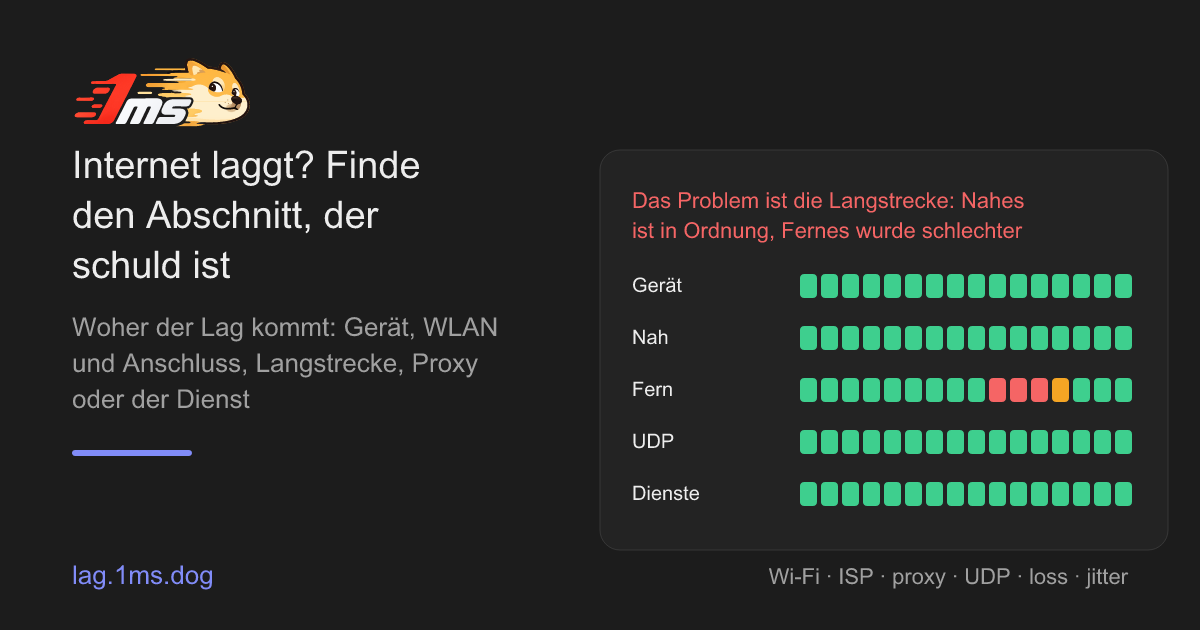 1ms
Internet laggt? Finde
den Abschnitt, der
schuld ist
Woher der Lag kommt: Gerät, WLAN
und Anschluss, Langstrecke, Proxy
oder der Dienst
lag.1ms.dog
Das Problem ist die Langstrecke: Nahes
ist in Ordnung, Fernes wurde schlechter
Gerät
Nah
Fern
UDP
Dienste
Wi-Fi · ISP · proxy · UDP · loss · jitter